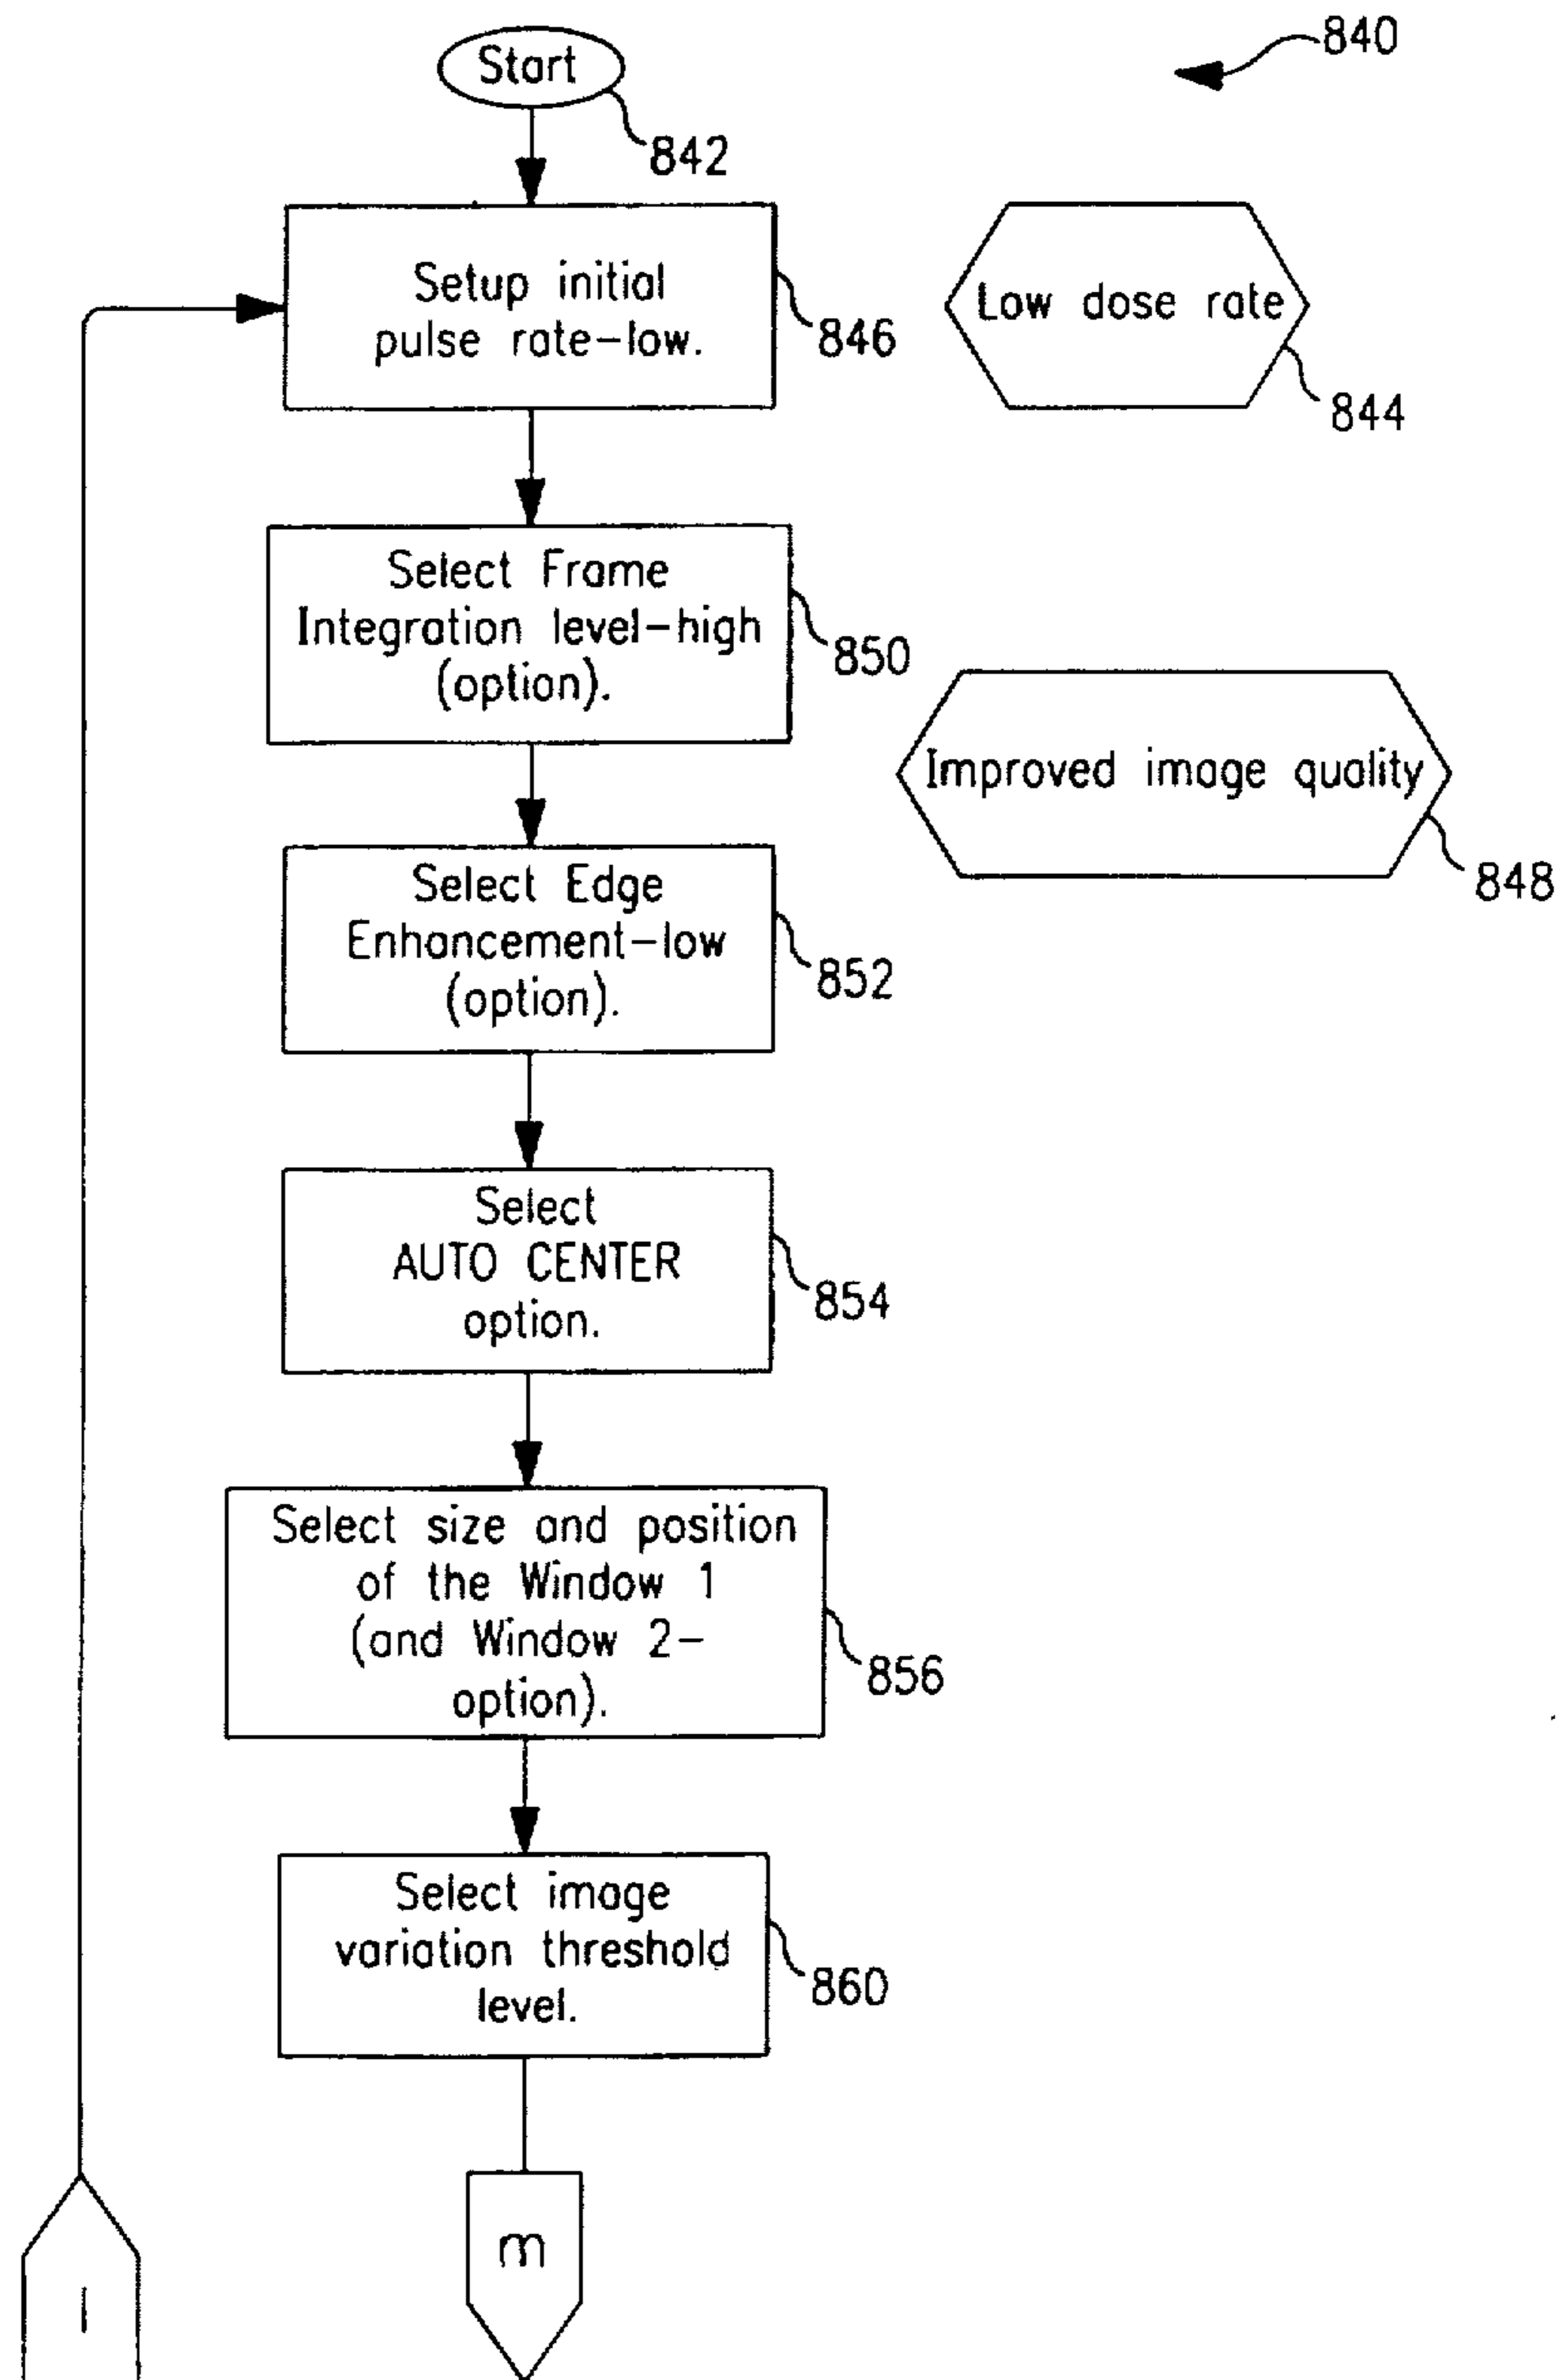 840
Start
842
Setup initial
pulse rate-low.
846
Low dose rate
844
Select Frame
Integration level-high
(option).
850
Improved image quality
848
Select Edge
Enhancement-low
(option).
852
Select
AUTO CENTER
option.
854
Select size and position
of the Window 1
(and Window 2-
option).
856
Select image
variation threshold
level.
860
m
l